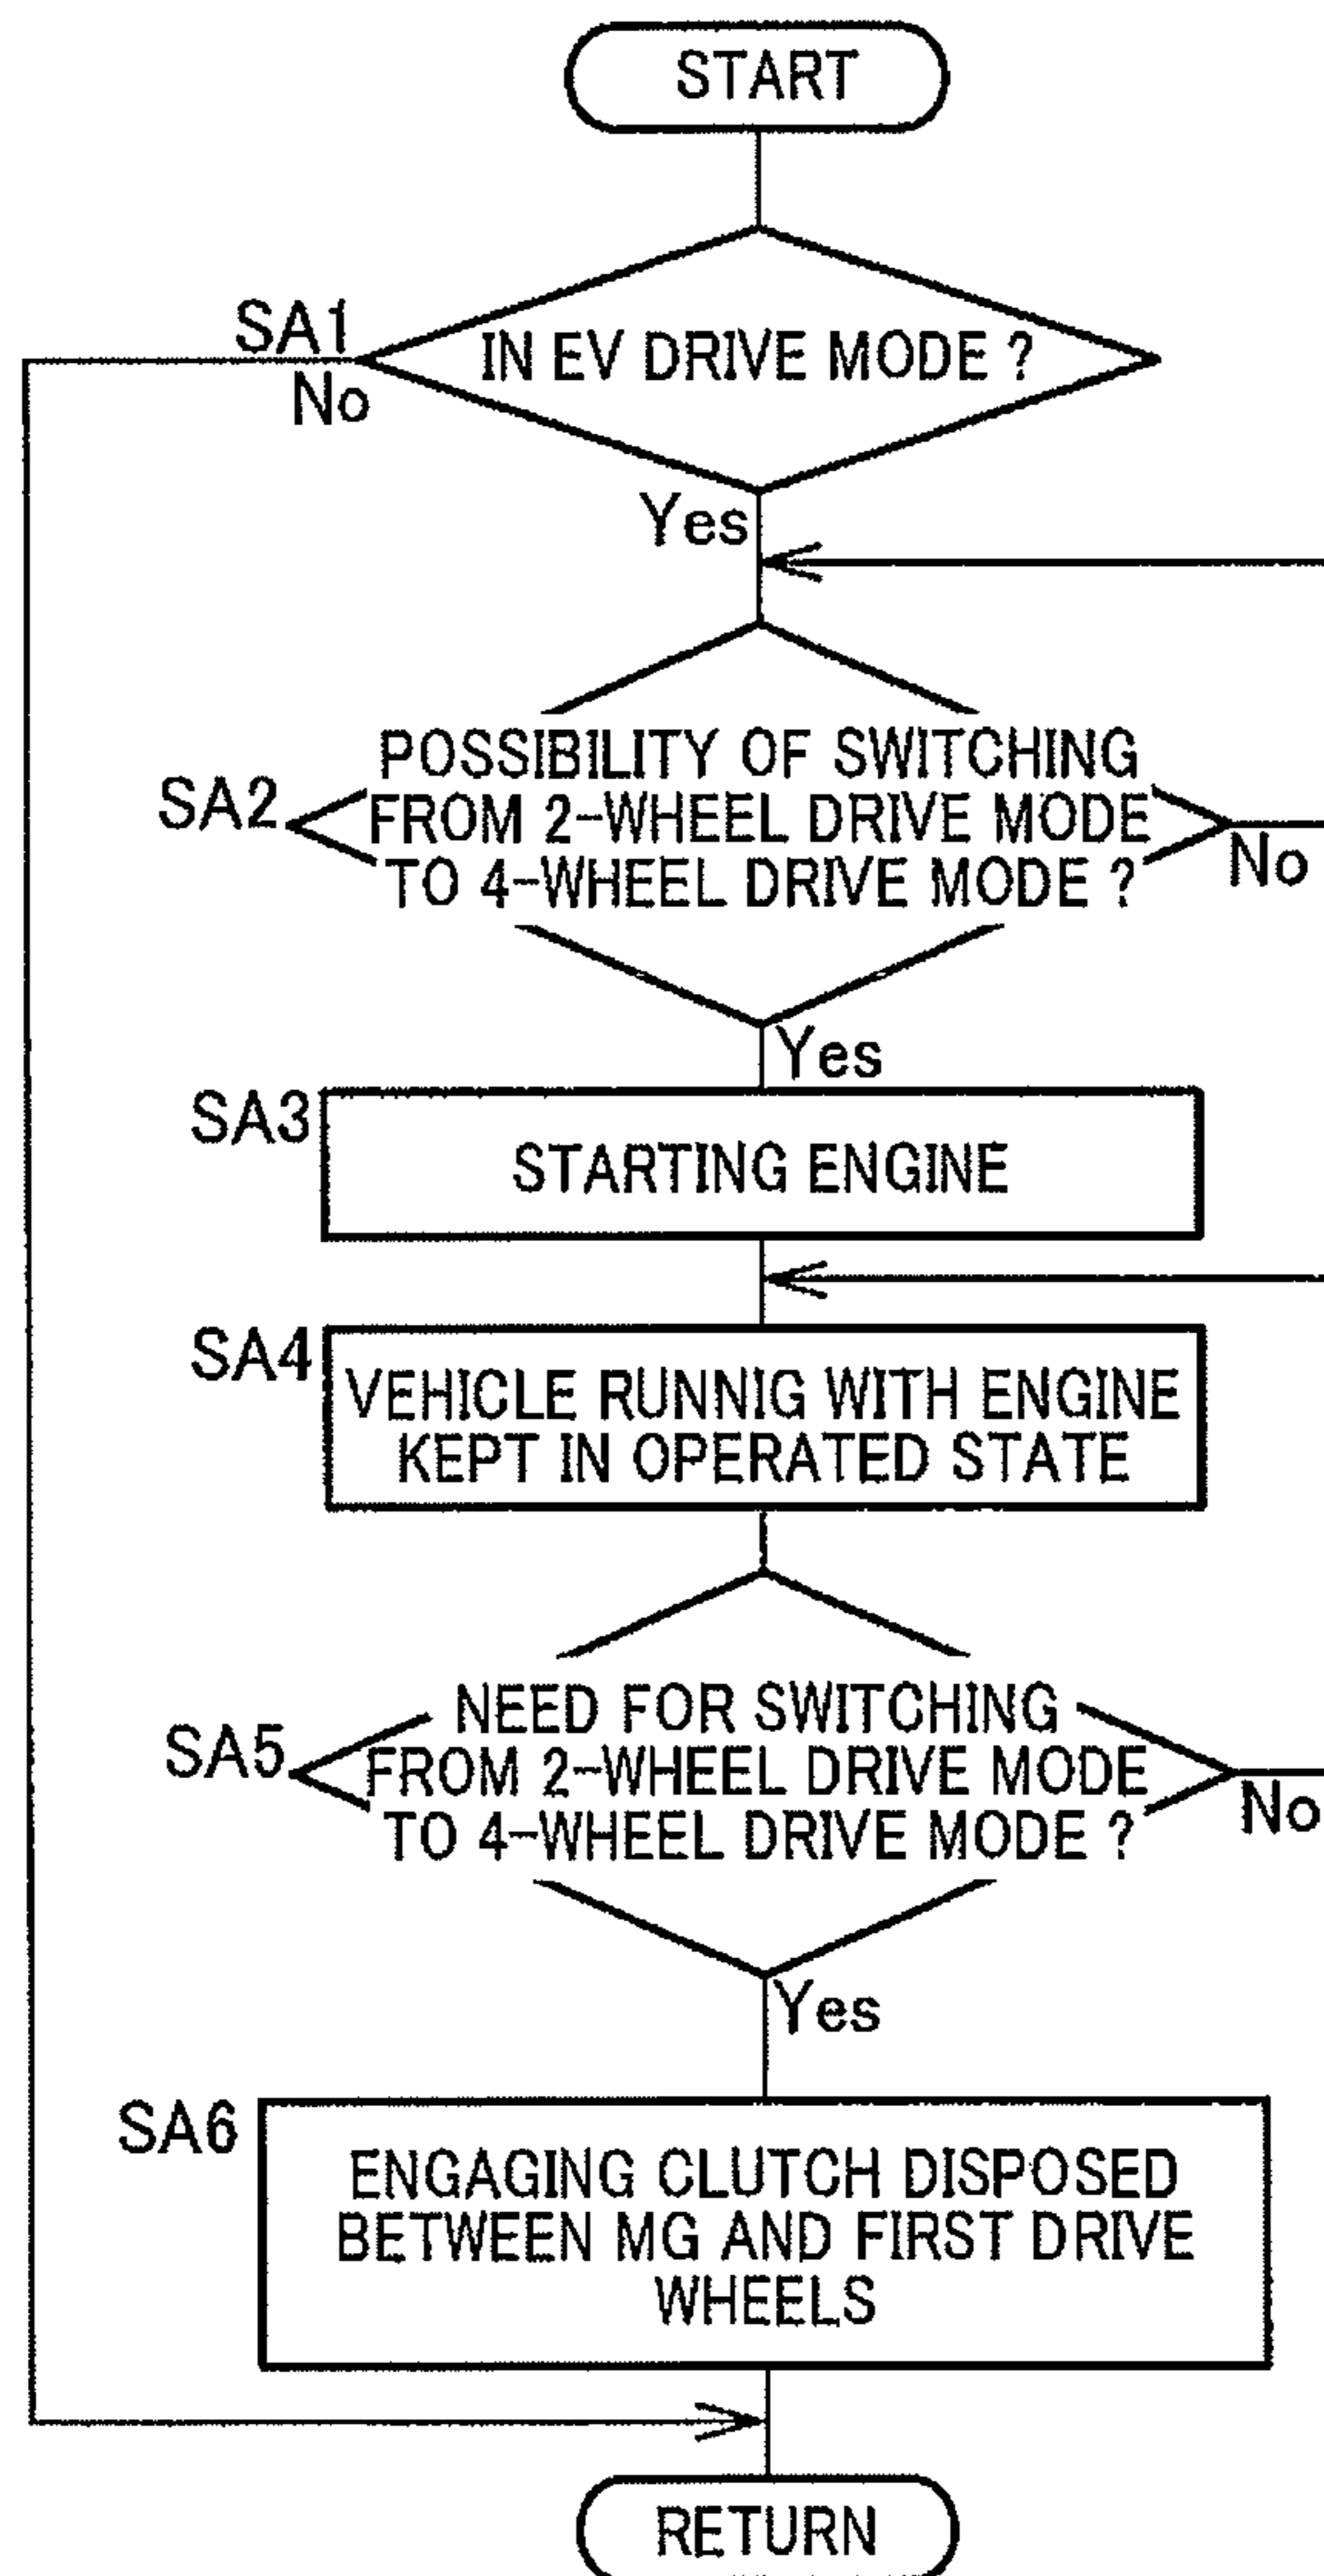 START
SA1
IN EV DRIVE MODE ?
No
Yes
SA2
POSSIBILITY OF SWITCHING
FROM 2-WHEEL DRIVE MODE
TO 4-WHEEL DRIVE MODE ?
No
Yes
SA3
STARTING ENGINE
SA4
VEHICLE RUNNIG WITH ENGINE
KEPT IN OPERATED STATE
SA5
NEED FOR SWITCHING
FROM 2-WHEEL DRIVE MODE
TO 4-WHEEL DRIVE MODE ?
No
Yes
SA6
ENGAGING CLUTCH DISPOSED
BETWEEN MG AND FIRST DRIVE
WHEELS
RETURN